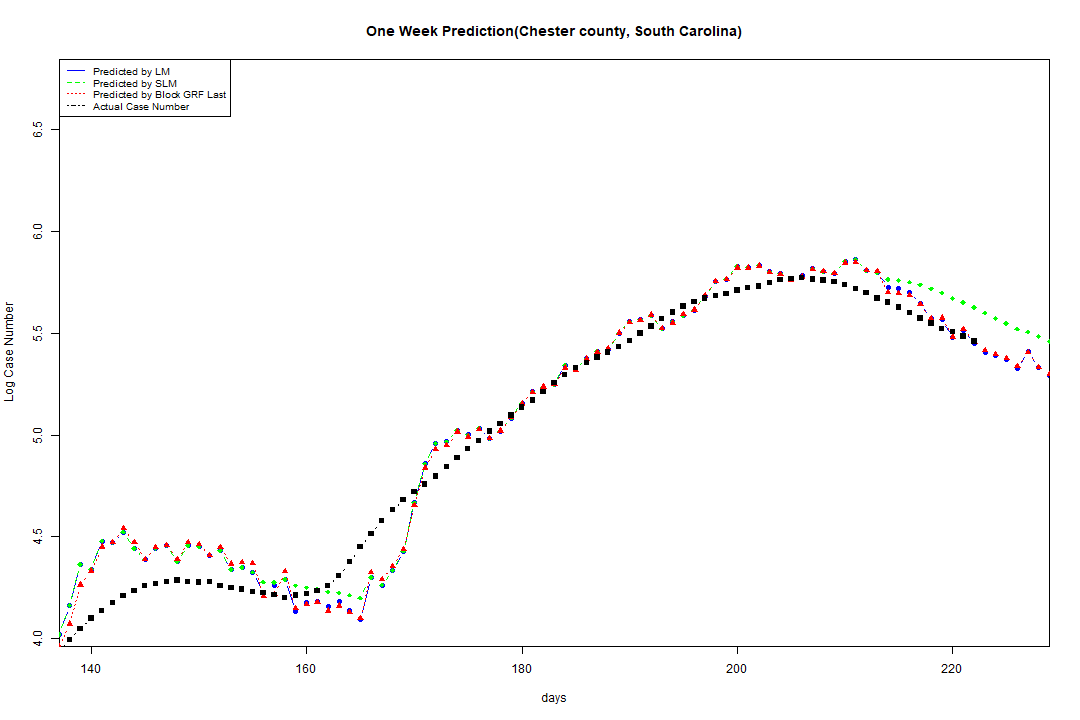 One Week Prediction(Chester county, South Carolina)
Predicted by LM
Predicted by SLM
Predicted by Block GRF Last
Actual Case Number
6.5
6.0
5.5
5.0
4.5
4.0
Log Case Number
140 160 180 200 220
days